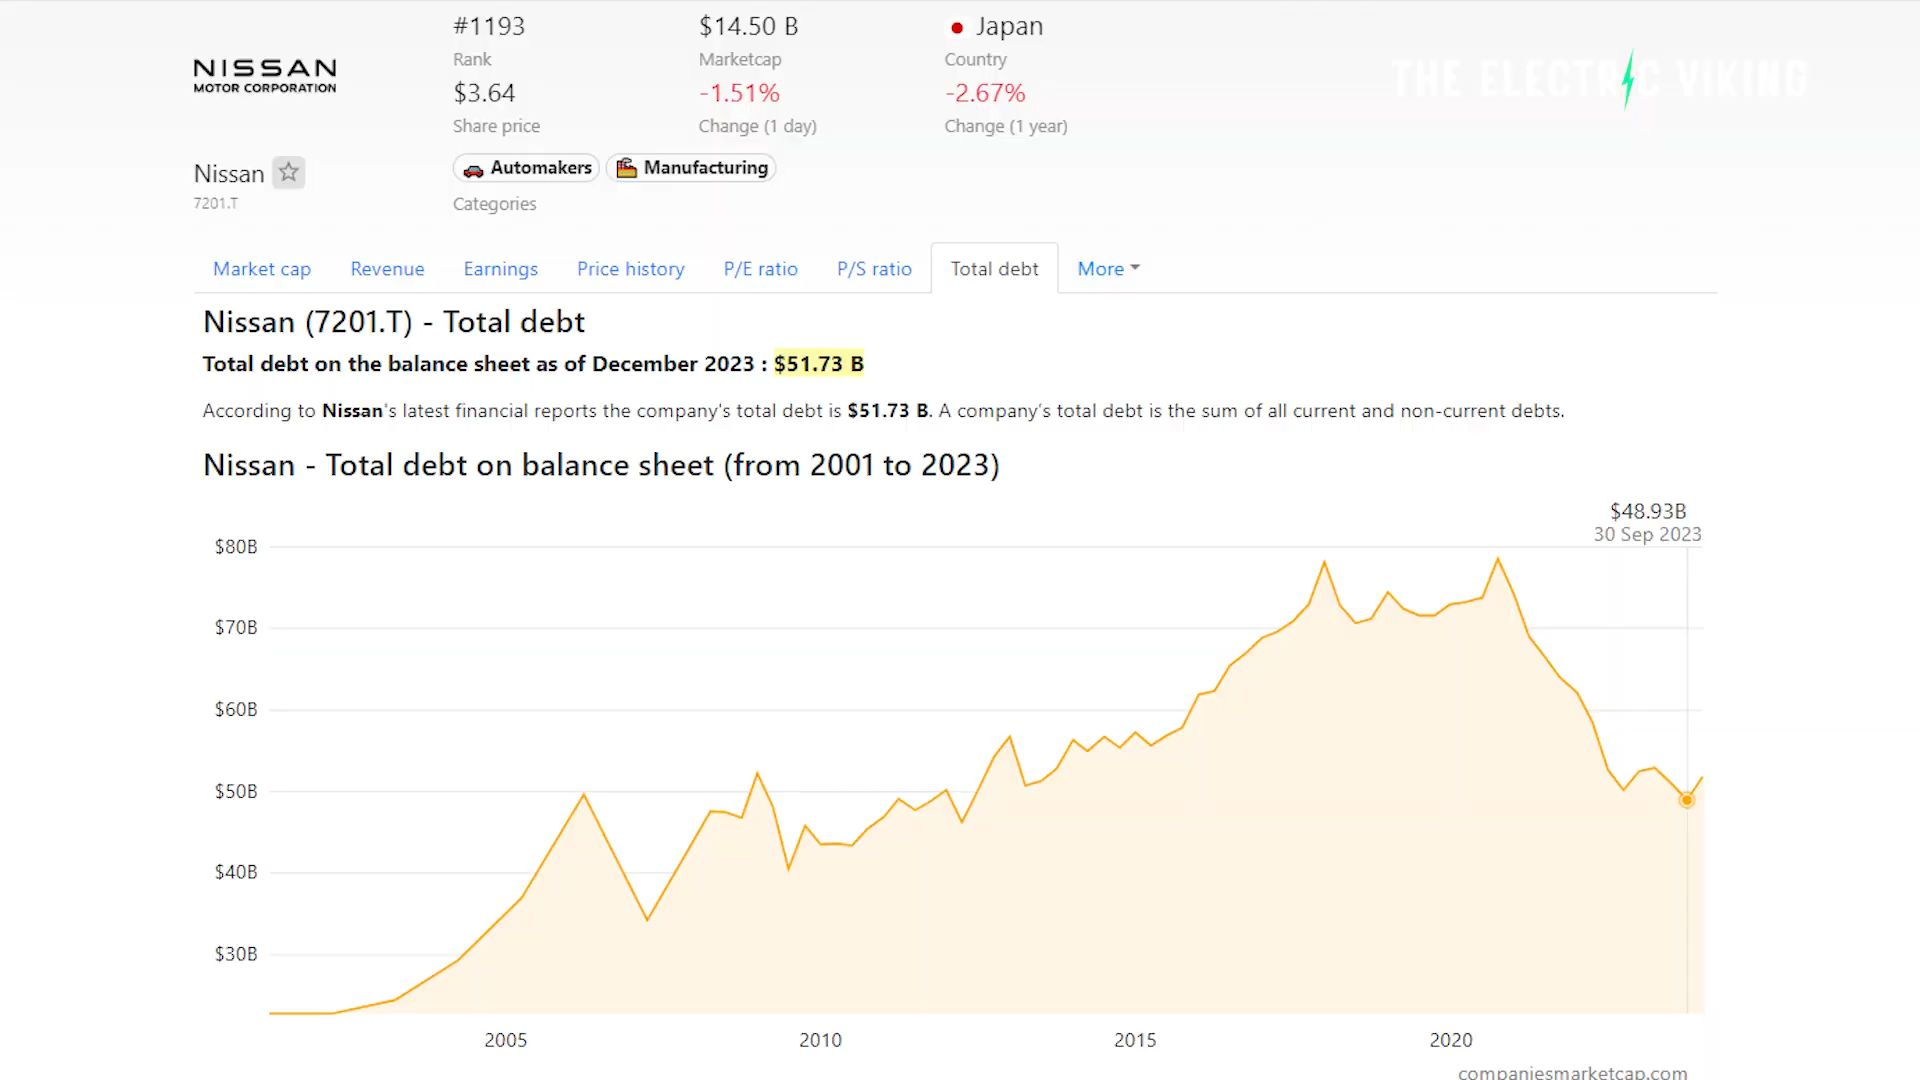 #1193
Rank
$14.50 B
Marketcap
Japan
Country
NISSAN
MOTOR CORPORATION
$3.64
Share price
-1.51%
Change (1 day)
-2.67%
Change (1 year)
THE ELECTRIC VIKING
Nissan
7201.T
Automakers
Manufacturing
Categories
Market cap Revenue Earnings Price history P/E ratio P/S ratio Total debt More
Nissan (7201.T) - Total debt
Total debt on the balance sheet as of December 2023 : $51.73 B
According to Nissan's latest financial reports the company's total debt is $51.73 B. A company's total debt is the sum of all current and non-current debts.
Nissan - Total debt on balance sheet (from 2001 to 2023)
$48.93B
30 Sep 2023
$80B
$70B
$60B
$50B
$40B
$30B
2005 2010 2015 2020
companiesmarketcap.com